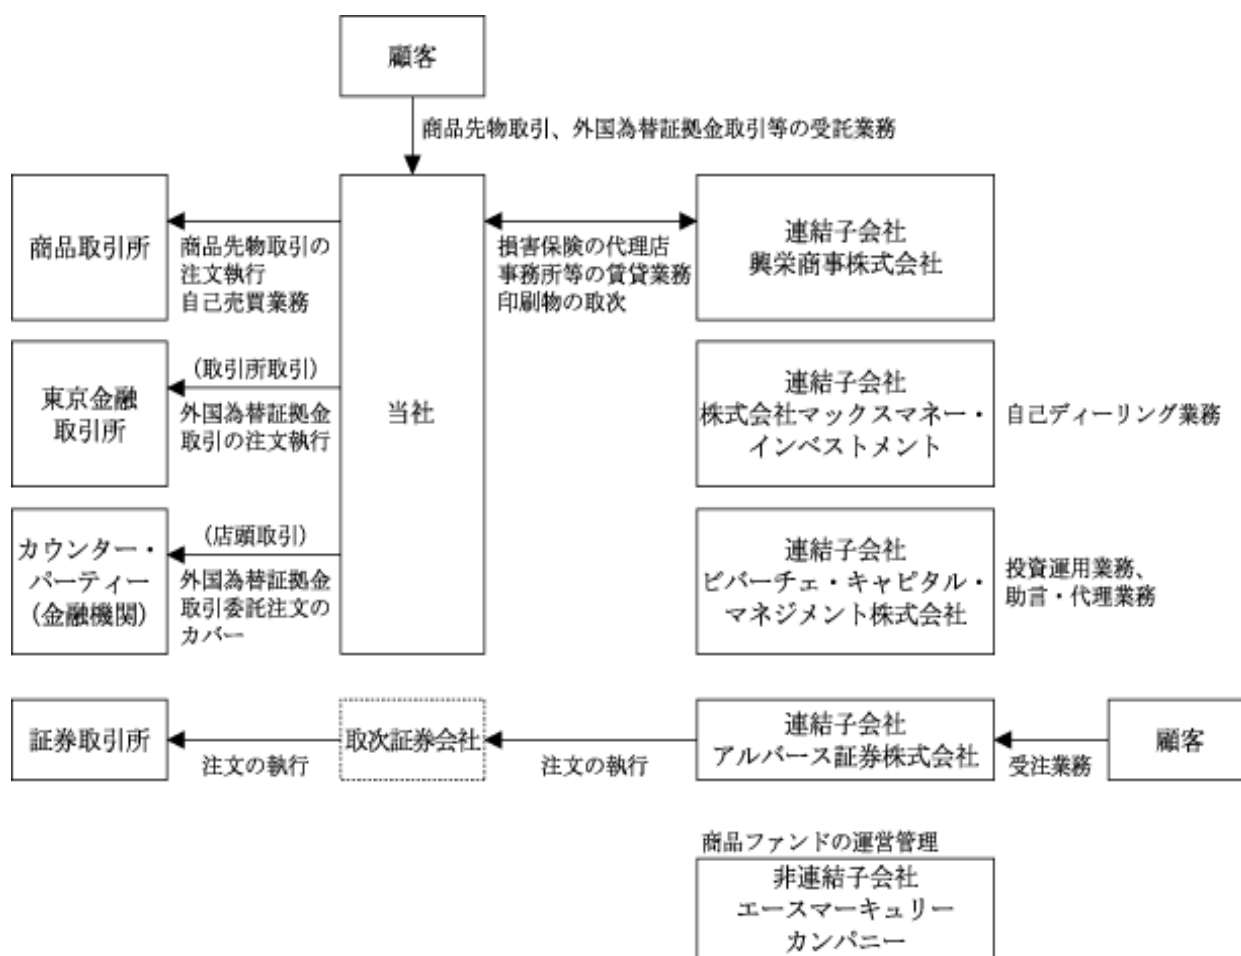 顧客
商品先物取引、外国為替証拠金取引等の受託業務
商品取引所
商品先物取引の
注文執行
自己売買業務
当社
損害保険の代理店
事務所等の賃貸業務
印刷物の取次
連結子会社
興栄商事株式会社
東京金融
取引所
(取引所取引)
外国為替証拠金
取引の注文執行
連結子会社
株式会社マックスマネー・
インベストメント
自己ディーリング業務
カウンター・
パーティー
(金融機関)
(店頭取引)
外国為替証拠金
取引委託注文の
カバー
連結子会社
ビバーチェ・キャピタル・
マネジメント株式会社
投資運用業務、
助言・代理業務
証券取引所
注文の執行
取次証券会社
注文の執行
連結子会社
アルバース証券株式会社
受注業務
顧客
商品ファンドの運営管理
非連結子会社
エースマーキュリー
カンパニー